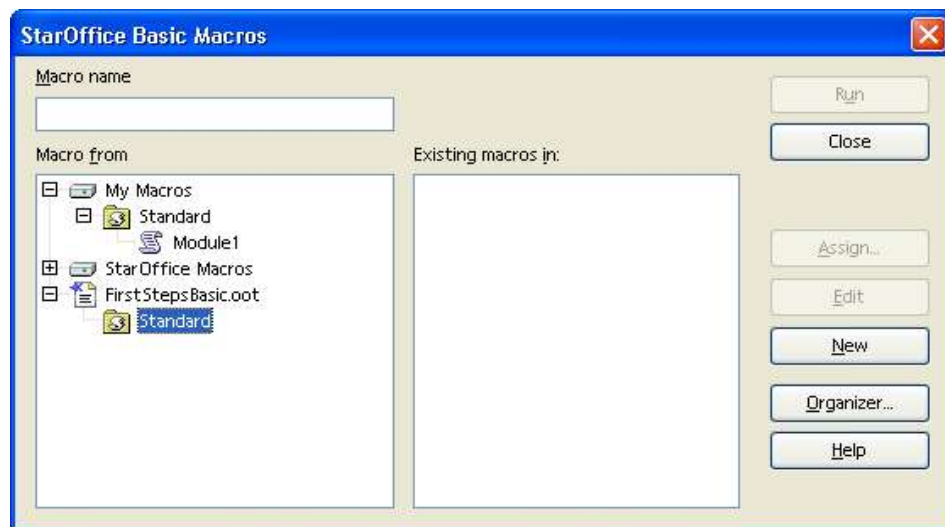 StarOffice Basic Macros
Macro name
Run
Close
Macro from
Existing macros in:
My Macros
Standard
Module1
StarOffice Macros
FirstStepsBasic.oot
Standard
Assign...
Edit
New
Organizer...
Help